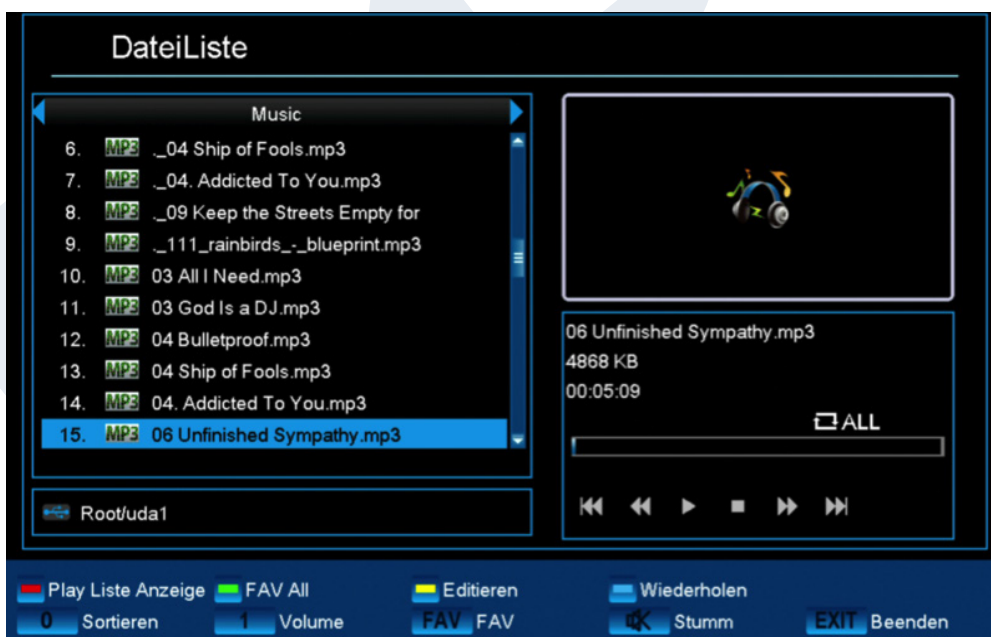 DateiListe
Music
6. MP3 ._04 Ship of Fools.mp3
7. MP3 ._04. Addicted To You.mp3
8. MP3 ._09 Keep the Streets Empty for
9. MP3 ._111_rainbirds_-_blueprint.mp3
10. MP3 03 All I Need.mp3
11. MP3 03 God Is a DJ.mp3
12. MP3 04 Bulletproof.mp3
13. MP3 04 Ship of Fools.mp3
14. MP3 04. Addicted To You.mp3
15. MP3 06 Unfinished Sympathy.mp3
Root/uda1
06 Unfinished Sympathy.mp3
4868 KB
00:05:09
ALL
Play Liste Anzeige FAV All Editieren Wiederholen
0 Sortieren 1 Volume FAV FAV Stumm EXIT Beenden